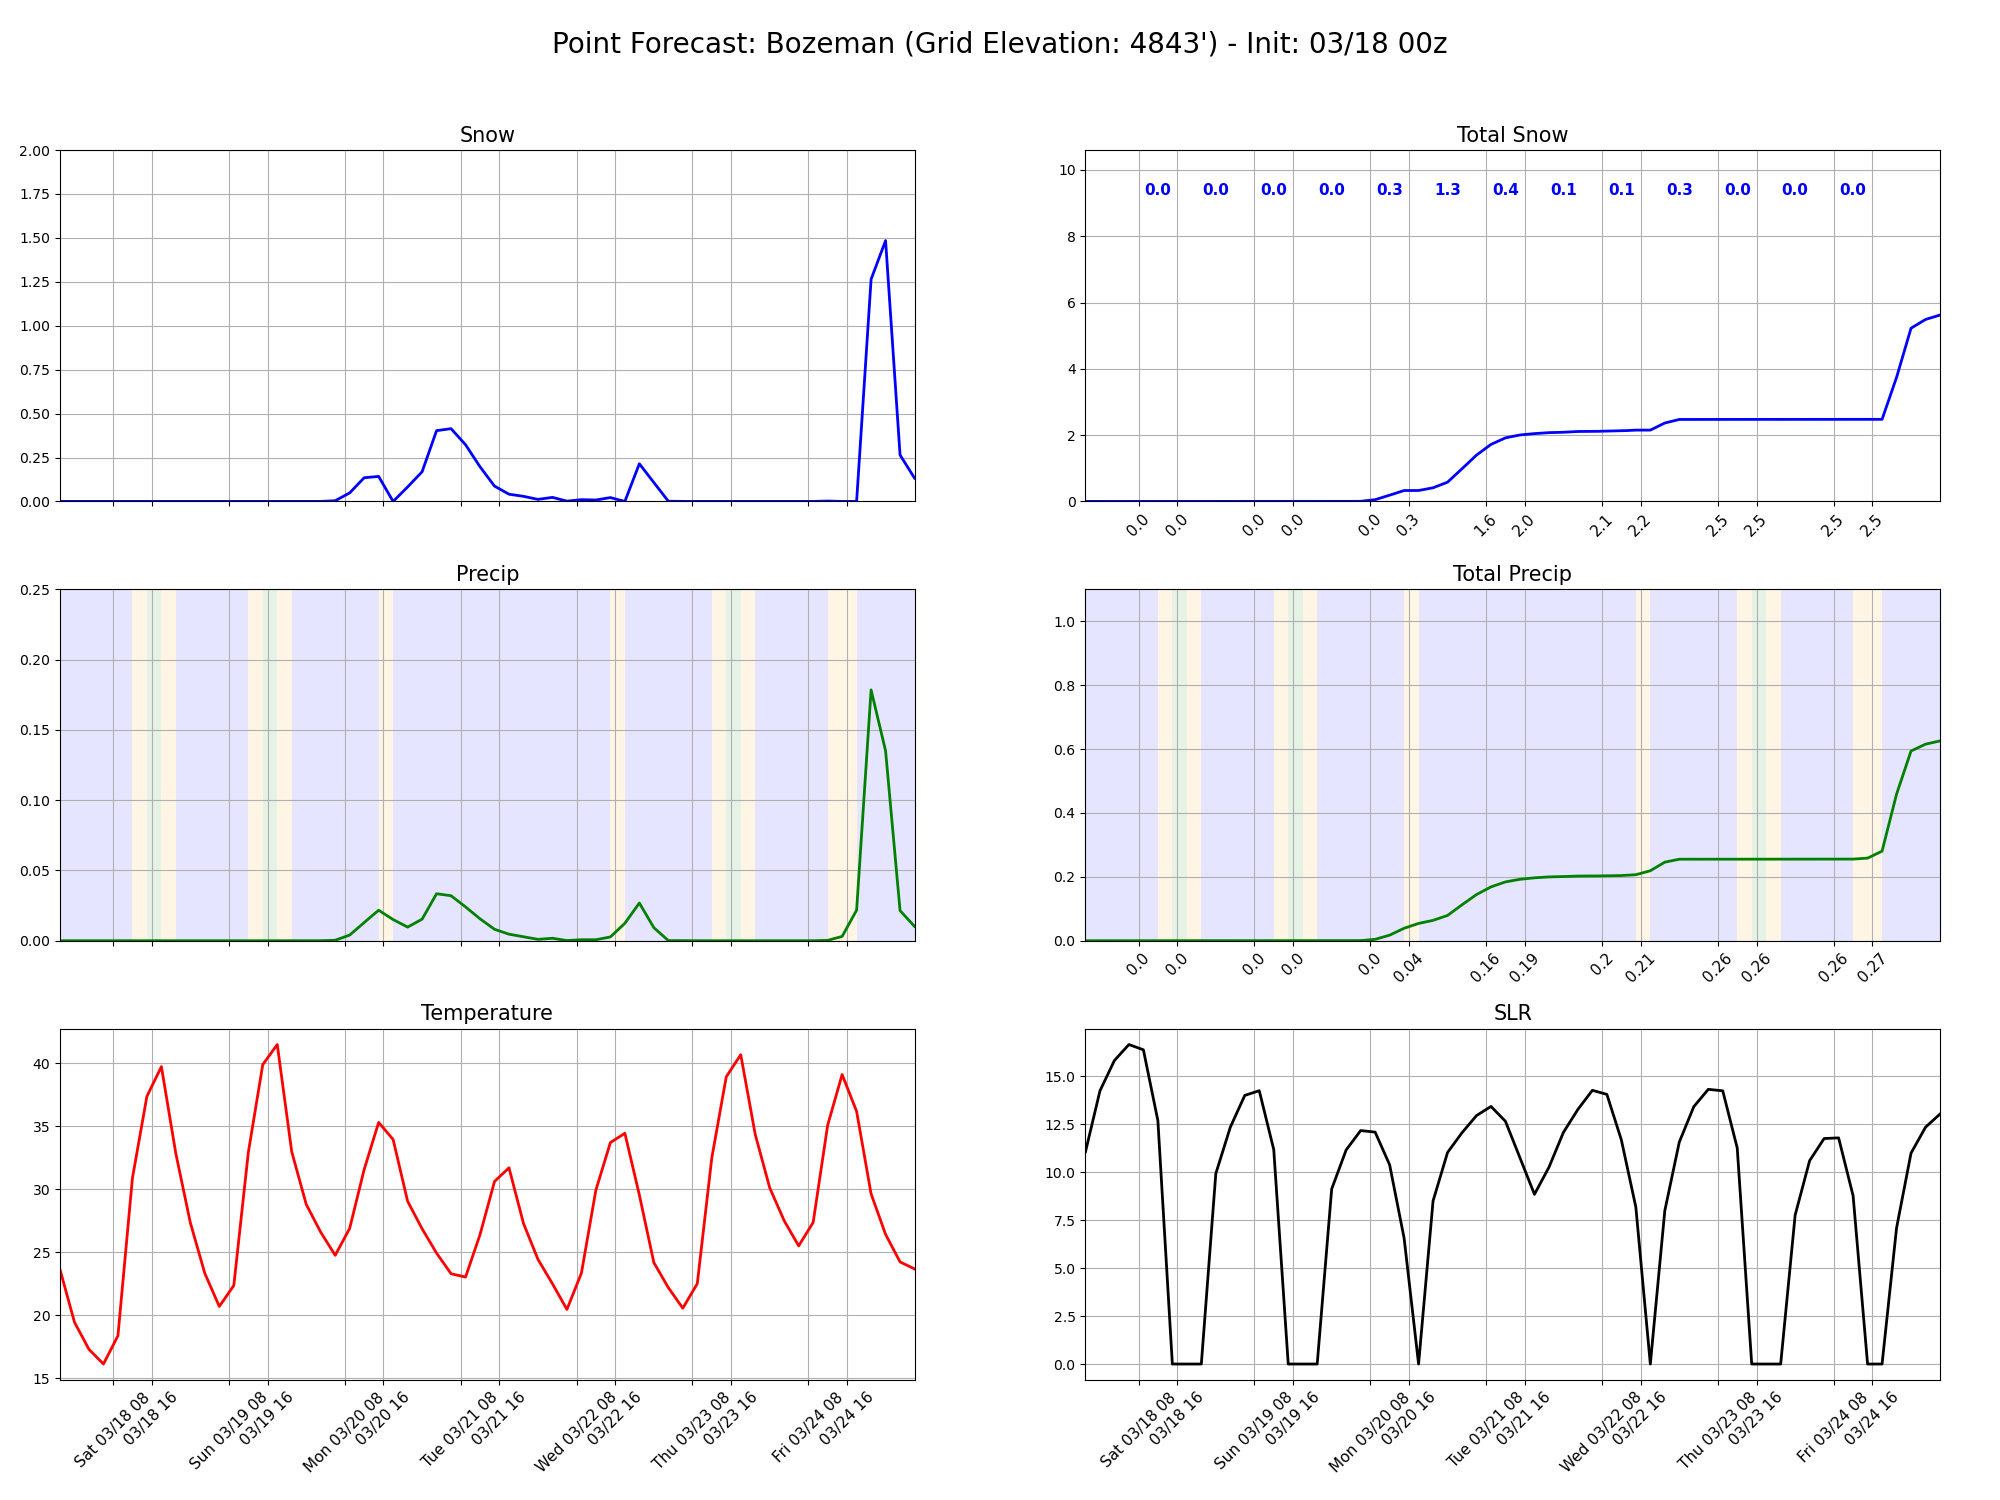 Point Forecast: Bozeman (Grid Elevation: 4843') - Init: 03/18 00z
Snow
2.00
1.75
1.50
1.25
1.00
0.75
0.50
0.25
0.00
Total Snow
10
8
6
4
2
0
0.0 0.0 0.0 0.0 0.3 1.3 0.4 0.1 0.1 0.3 0.0 0.0 0.0
0.0 0.0 0.0 0.0 0.0 0.3 1.6 2.0 2.1 2.2 2.5 2.5 2.5 2.5
Precip
0.25
0.20
0.15
0.10
0.05
0.00
Total Precip
1.0
0.8
0.6
0.4
0.2
0.0
0.0 0.0 0.0 0.0 0.0 0.04 0.16 0.19 0.2 0.21 0.26 0.26 0.26 0.27
Temperature
40
35
30
25
20
15
Sat 03/18 08
03/18 16
Sun 03/19 08
03/19 16
Mon 03/20 08
03/20 16
Tue 03/21 08
03/21 16
Wed 03/22 08
03/22 16
Thu 03/23 08
03/23 16
Fri 03/24 08
03/24 16
SLR
15.0
12.5
10.0
7.5
5.0
2.5
0.0
Sat 03/18 08
03/18 16
Sun 03/19 08
03/19 16
Mon 03/20 08
03/20 16
Tue 03/21 08
03/21 16
Wed 03/22 08
03/22 16
Thu 03/23 08
03/23 16
Fri 03/24 08
03/24 16